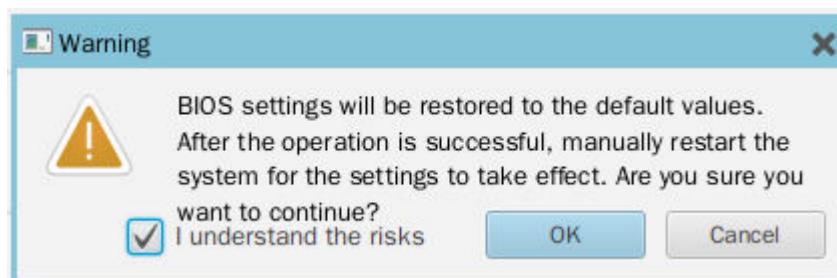 Warning
BIOS settings will be restored to the default values.
After the operation is successful, manually restart the
system for the settings to take effect. Are you sure you
want to continue?
I understand the risks
OK
Cancel